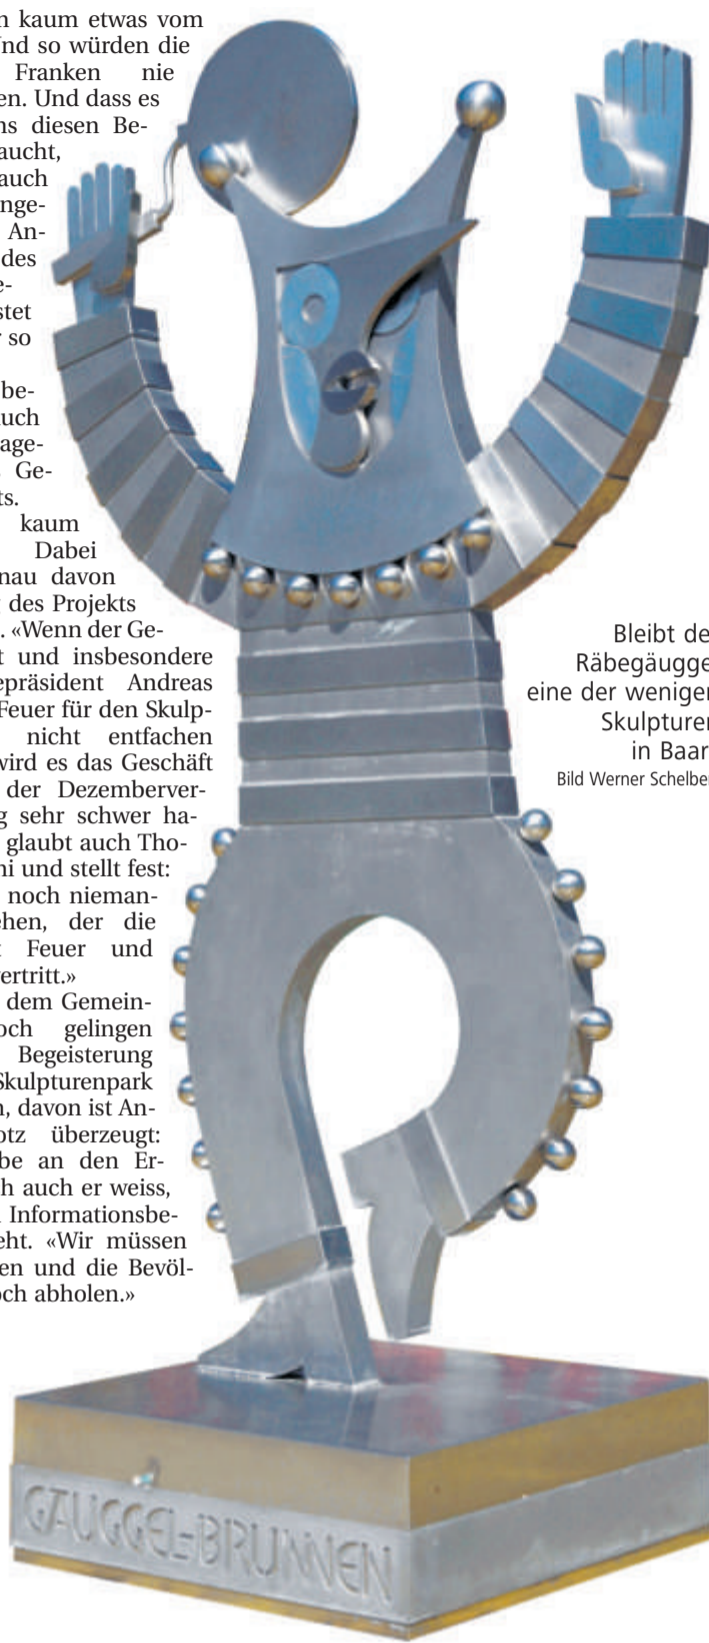 n kaum etwas vom
Und so würden die
Franken nie
en. Und dass es
ns diesen Be-
aucht,
auch
nge-
An-
des
e-
stet
so
be-
auch
age-
Ge-
ts.
kaum
Dabei
nau davon
des Projekts
. «Wenn der Ge-
t und insbesondere
epräsident Andreas
Feuer für den Skulp-
nicht entfachen
wird es das Geschäft
der Dezemberver-
g sehr schwer ha-
glaubt auch Tho-
ni und stellt fest:
noch nieman-
ehen, der die
t Feuer und
vertritt.»
dem Gemein-
och gelingen
Begeisterung
Skulpturenpark
n, davon ist An-
otz überzeugt:
be an den Er-
h auch er weiss,
Informationsbe-
eht. «Wir müssen
en und die Bevöl-
och abholen.»
Bleibt de
Räbegäugge
eine der wenigen
Skulpturen
in Baar
Bild Werner Schelber
GÄUGGEL-BRUNNEN